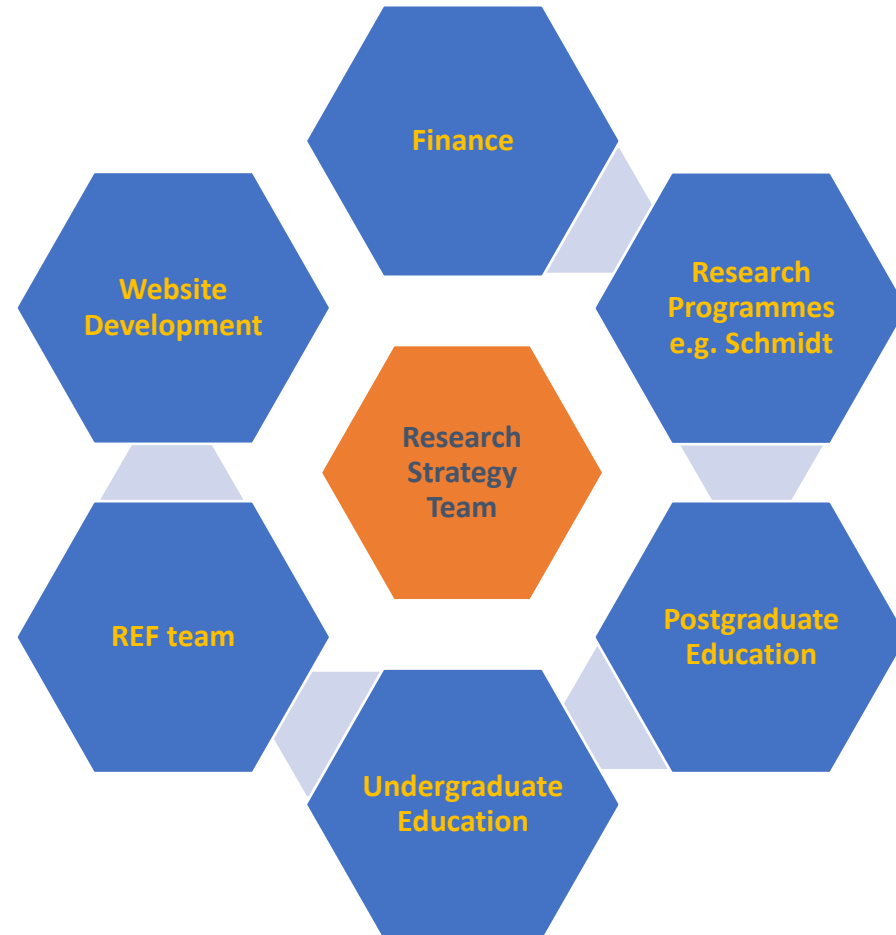 Finance
Research
Programmes
e.g. Schmidt
Postgraduate
Education
Undergraduate
Education
REF team
Website
Development
Research
Strategy
Team